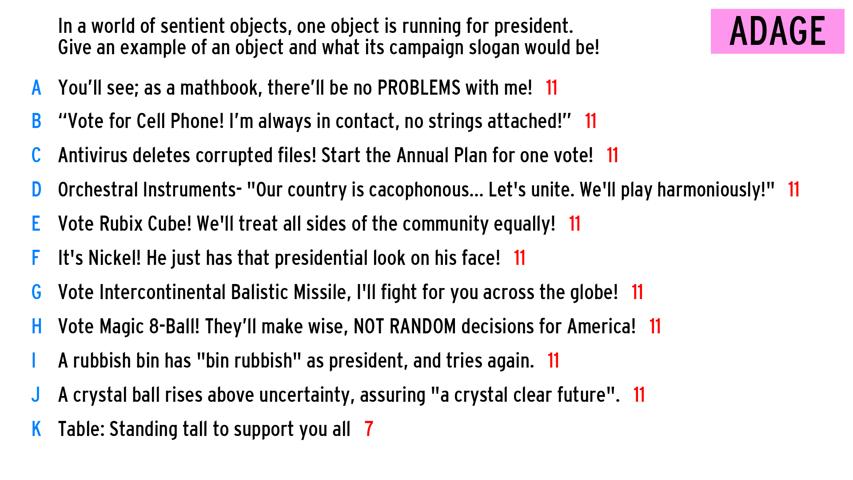 In a world of sentient objects, one object is running for president.
Give an example of an object and what its campaign slogan would be!
ADAGE
A You’ll see; as a mathbook, there’ll be no PROBLEMS with me! 11
B “Vote for Cell Phone! I’m always in contact, no strings attached!” 11
C Antivirus deletes corrupted files! Start the Annual Plan for one vote! 11
D Orchestral Instruments- "Our country is cacophonous... Let's unite. We'll play harmoniously!" 11
E Vote Rubix Cube! We'll treat all sides of the community equally! 11
F It's Nickel! He just has that presidential look on his face! 11
G Vote Intercontinental Balistic Missile, I'll fight for you across the globe! 11
H Vote Magic 8-Ball! They’ll make wise, NOT RANDOM decisions for America! 11
I A rubbish bin has "bin rubbish" as president, and tries again. 11
J A crystal ball rises above uncertainty, assuring "a crystal clear future". 11
K Table: Standing tall to support you all 7